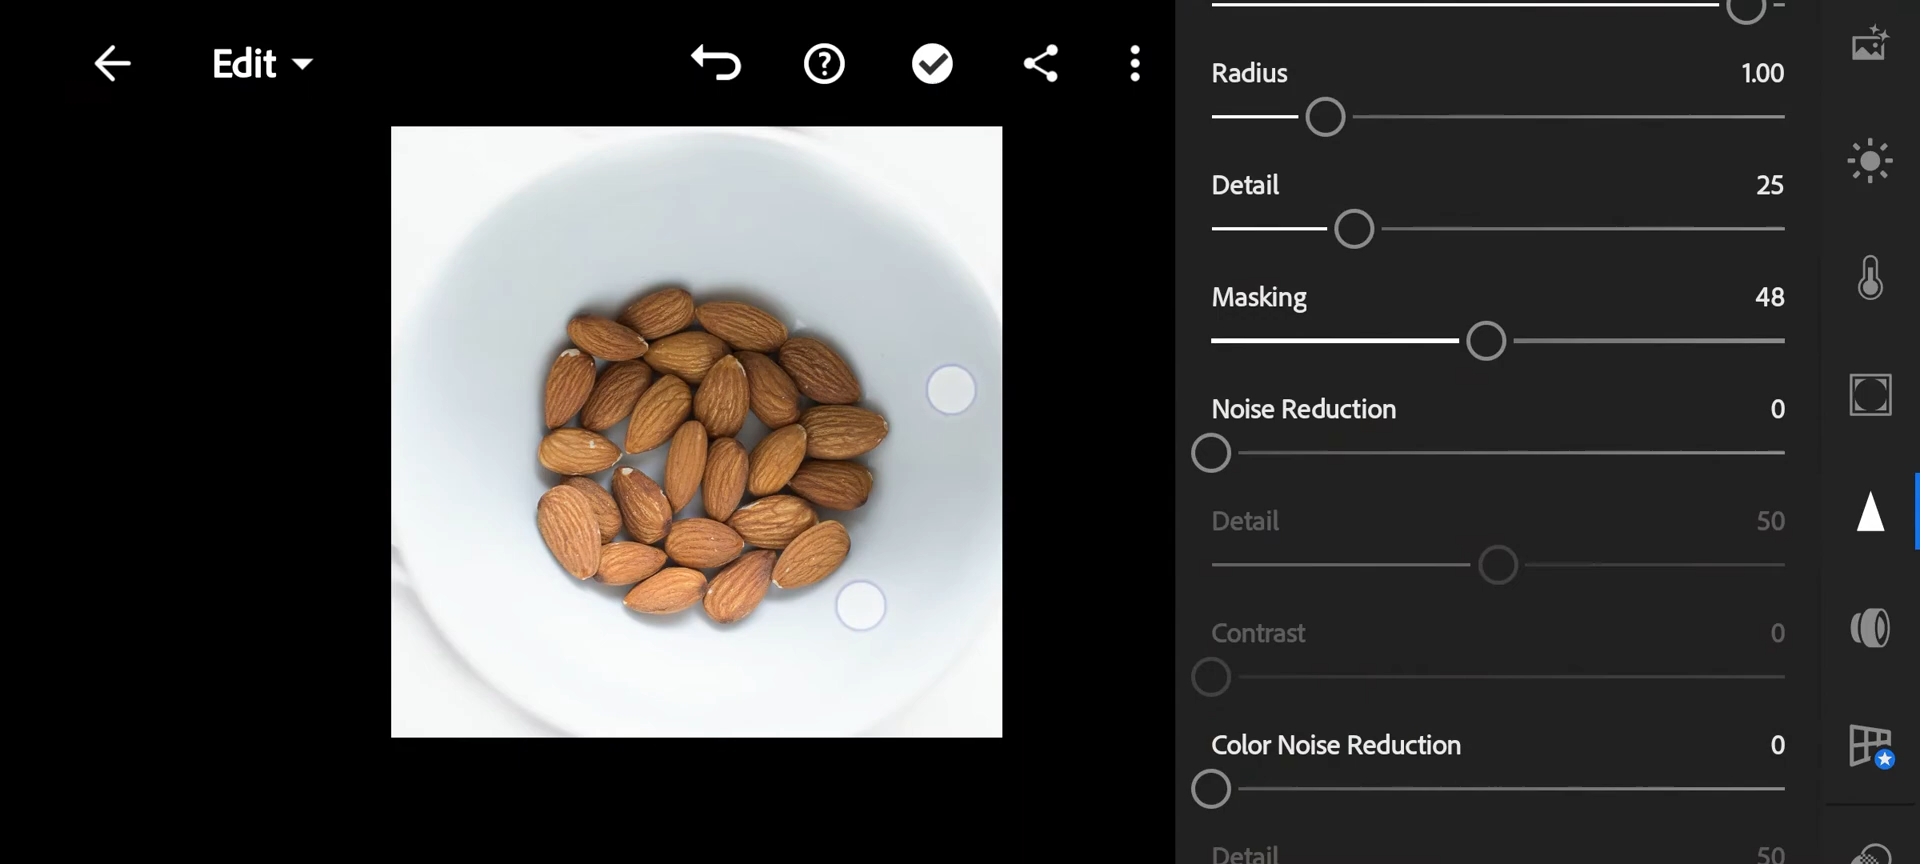 Edit
Radius 1.00
Detail 25
Masking 48
Noise Reduction 0
Detail 50
Contrast 0
Color Noise Reduction 0
Detail 50